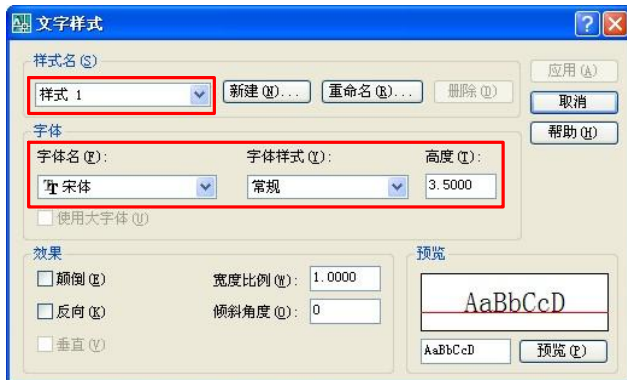 文字样式
样式名(S)
样式 1
新建(N)...
重命名(R)...
删除(D)
应用(A)
取消
帮助(H)
字体
字体名(F):
字体样式(Y):
高度(T):
宋体
常规
3.5000
使用大字体(U)
效果
颠倒(E)
宽度比例(W): 1.0000
反向(K)
倾斜角度(O): 0
垂直(V)
预览
AaBbCcD
AaBbCcD
预览(P)